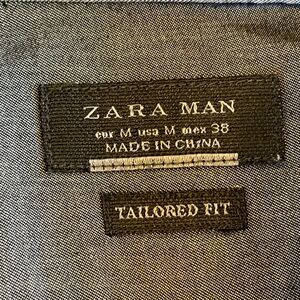 ZARA MAN
eur M usa M mex 38
MADE IN CHINA
TAILORED FIT